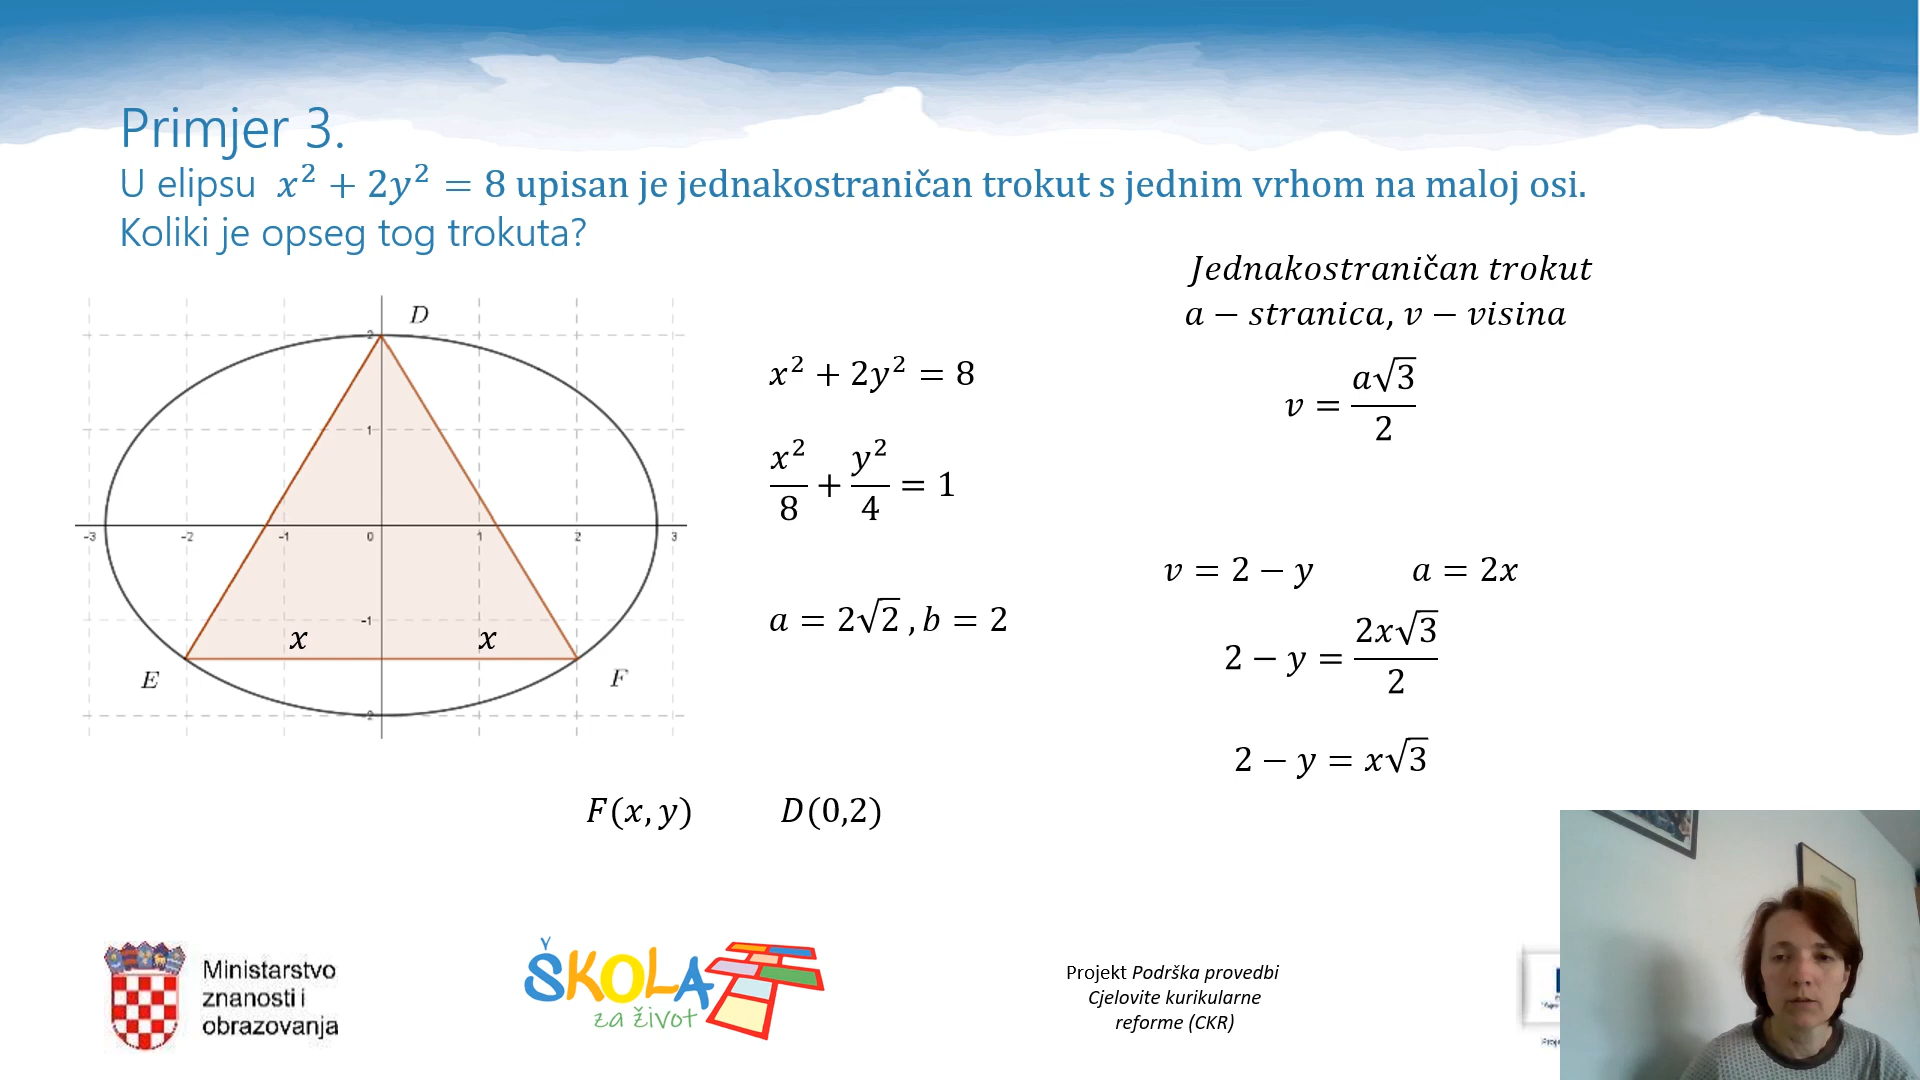 Primjer 3.
U elipsu x² + 2y² = 8 upisan je jednakostraničan trokut s jednim vrhom na maloj osi.
Koliki je opseg tog trokuta?
D
2
1
-3 -2 -1 0 1 2 3
-1
x x
E F
-2
x² + 2y² = 8
x²/8 + y²/4 = 1
a = 2√2 , b = 2
F(x, y) D(0,2)
Jednakostraničan trokut
a − stranica, v − visina
v = a√3/2
v = 2 − y a = 2x
2 − y = 2x√3/2
2 − y = x√3
Ministarstvo
znanosti i
obrazovanja
ŠKOLA
za život
Projekt Podrška provedbi
Cjelovite kurikularne
reforme (CKR)